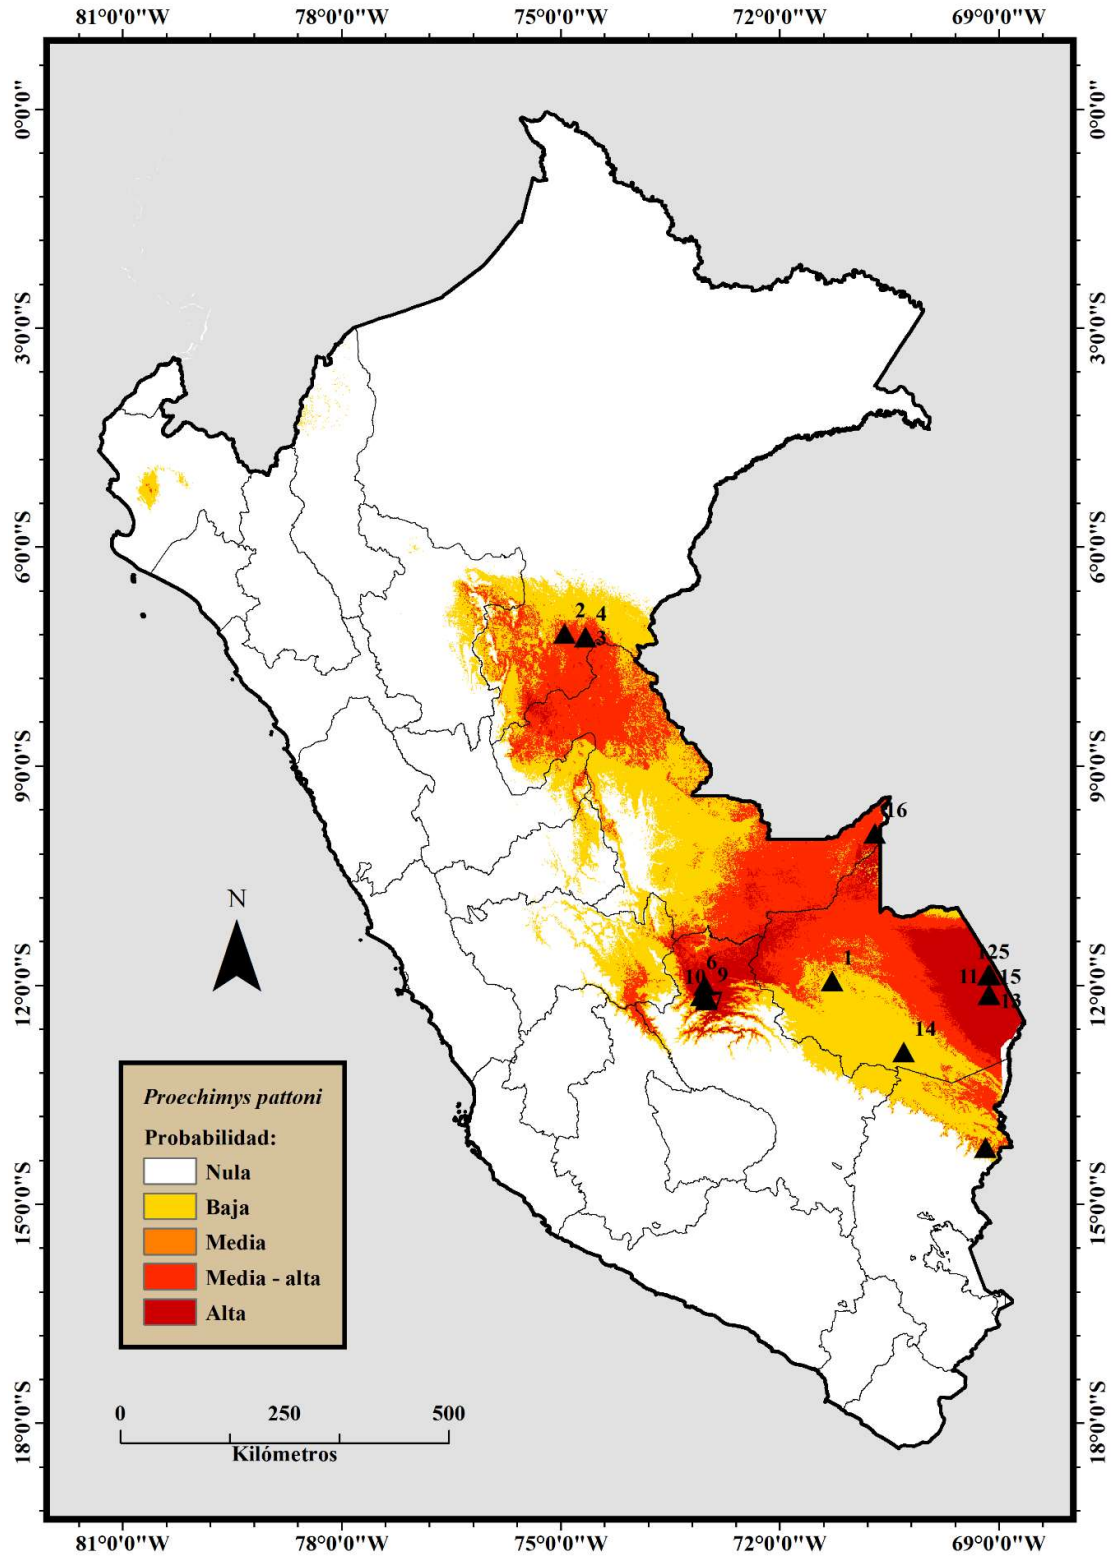 81°0'0"W 78°0'0"W 75°0'0"W 72°0'0"W 69°0'0"W
0°0'0" 0°0'0"
3°0'0"S 3°0'0"S
6°0'0"S 6°0'0"S
2 4
3
9°0'0"S 9°0'0"S
16
N
6
10 9
7
1
125
11 15
13
12°0'0"S 12°0'0"S
14
Proechimys pattoni
Probabilidad:
Nula
Baja
Media
Media - alta
Alta
15°0'0"S 15°0'0"S
0 250 500
Kilómetros
18°0'0"S 18°0'0"S
81°0'0"W 78°0'0"W 75°0'0"W 72°0'0"W 69°0'0"W